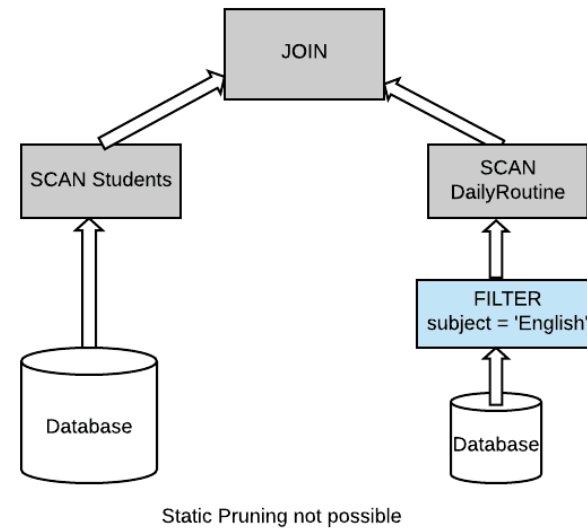 JOIN
SCAN Students
SCAN
DailyRoutine
FILTER
subject = 'English'
Database
Database
Static Pruning not possible